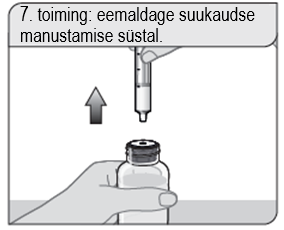 7. toiming: eemaldage suukaudse
manustamise süstal.